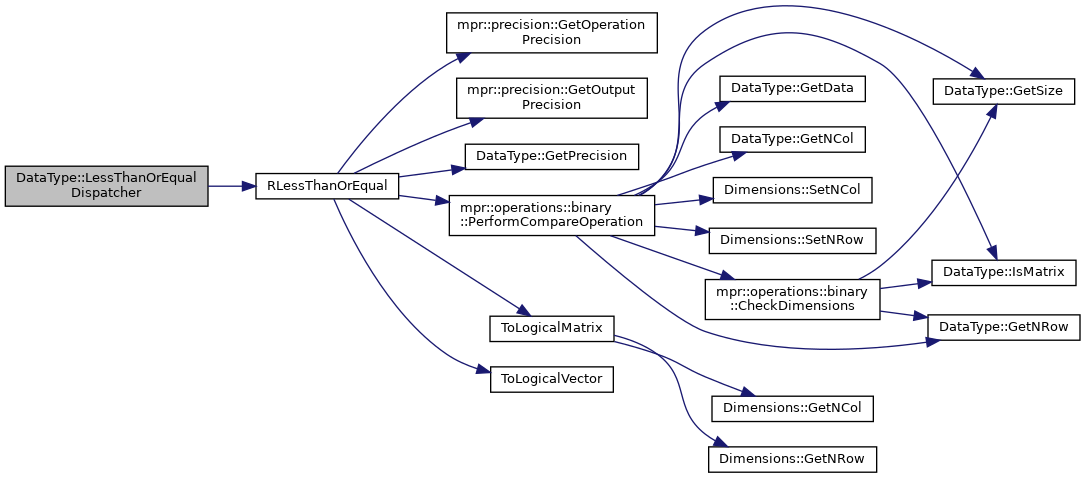 DataType::LessThanOrEqual
Dispatcher
RLessThanOrEqual
mpr::precision::GetOperation
Precision
mpr::precision::GetOutput
Precision
DataType::GetPrecision
mpr::operations::binary
::PerformCompareOperation
ToLogicalMatrix
ToLogicalVector
DataType::GetData
DataType::GetNCol
Dimensions::SetNCol
Dimensions::SetNRow
mpr::operations::binary
::CheckDimensions
Dimensions::GetNCol
Dimensions::GetNRow
DataType::GetSize
DataType::IsMatrix
DataType::GetNRow